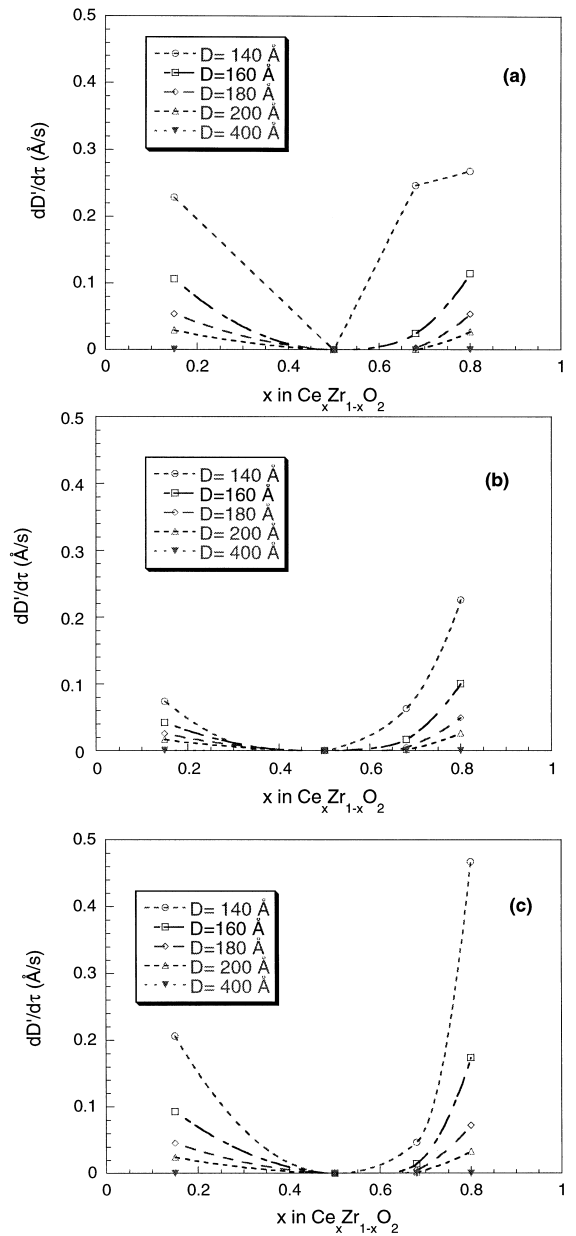 0.5
D= 140 Å
D=160 Å
D=180 Å
D= 200 Å
D= 400 Å
(a)
0.4
0.3
0.2
0.1
0
dD'/dτ (Å/s)
0 0.2 0.4 0.6 0.8 1
x in CexZr1-xO2
0.5
D= 140 Å
D=160 Å
D=180 Å
D= 200 Å
D= 400 Å
(b)
0.4
0.3
0.2
0.1
0
dD'/dτ (Å/s)
0 0.2 0.4 0.6 0.8 1
x in CexZr1-xO2
0.5
D= 140 Å
D=160 Å
D=180 Å
D= 200 Å
D= 400 Å
(c)
0.4
0.3
0.2
0.1
0
dD'/dτ (Å/s)
0 0.2 0.4 0.6 0.8 1
x in CexZr1-xO2